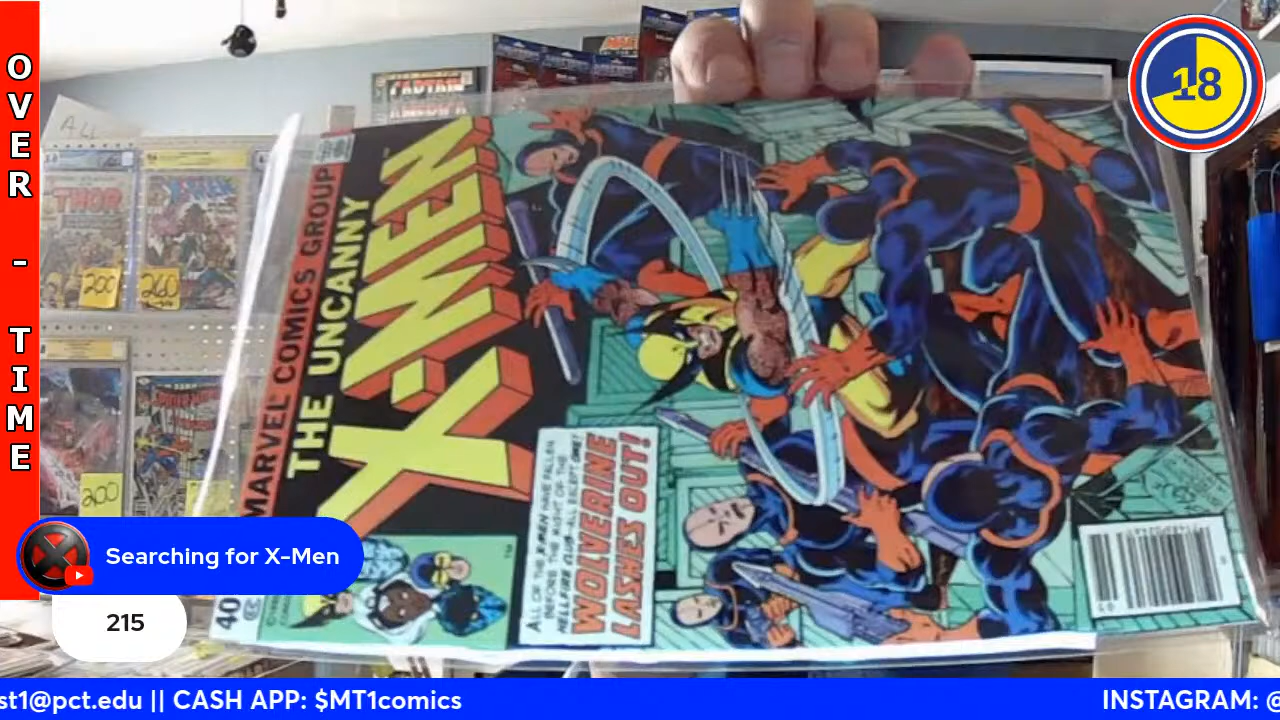 OVER - TIME
ALL
CAPTAIN
AMERICA
THOR
X-MEN
200
260
200
18
MARVEL COMICS GROUP
THE UNCANNY
X-MEN
40¢
ALL OF THE X-MEN HAVE FALLEN
BEFORE THE MIGHT OF THE
HELLFIRE CLUB--ALL EXCEPT ONE!
WOLVERINE
LASHES OUT!
Searching for X-Men
215
st1@pct.edu || CASH APP: $MT1comics
INSTAGRAM: @